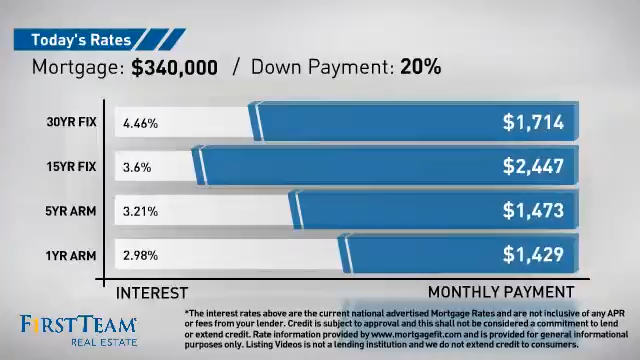 Today's Rates
Mortgage: $340,000 / Down Payment: 20%
30YR FIX 4.46% $1,714
15YR FIX 3.6% $2,447
5YR ARM 3.21% $1,473
1YR ARM 2.98% $1,429
INTEREST MONTHLY PAYMENT
FIRSTTEAM®
REAL ESTATE
*The interest rates above are the current national advertised Mortgage Rates and are not inclusive of any APR
or fees from your lender. Credit is subject to approval and this shall not be considered a commitment to lend
or extend credit. Rate information provided by www.mortgagefit.com and is provided for general informational
purposes only. Listing Videos is not a lending institution and we do not extend credit to consumers.